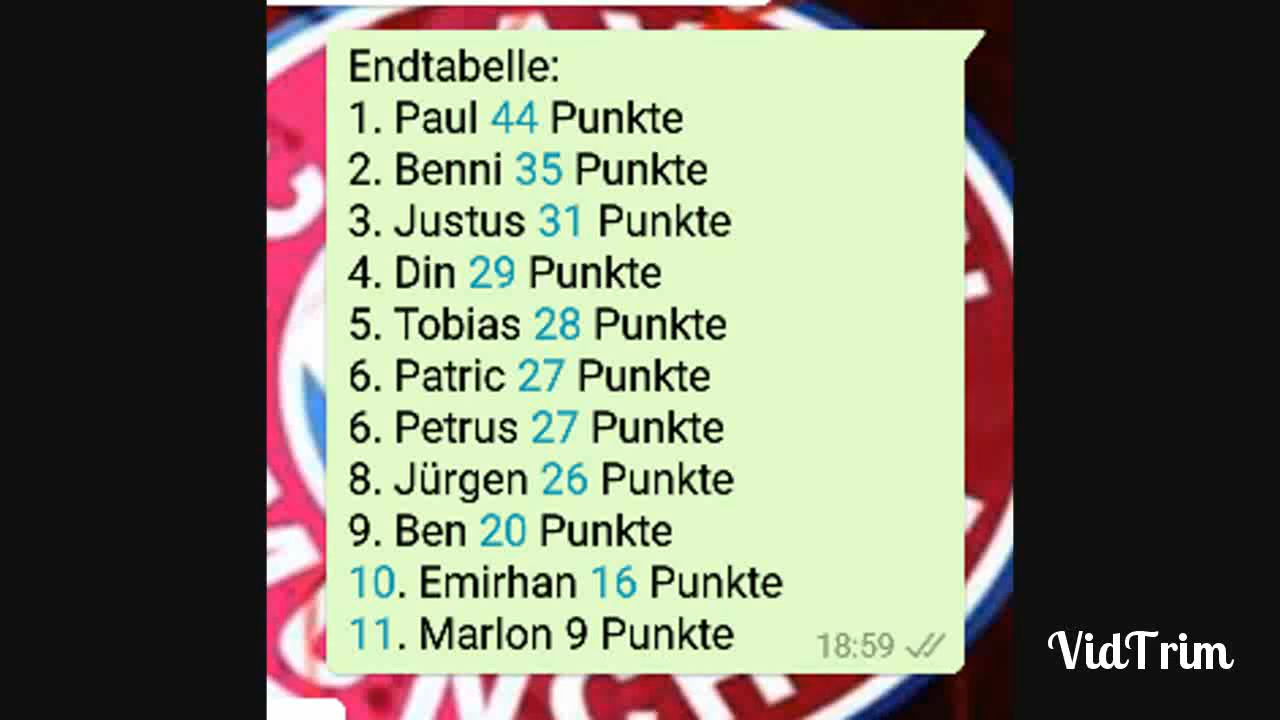 Endtabelle:
1. Paul 44 Punkte
2. Benni 35 Punkte
3. Justus 31 Punkte
4. Din 29 Punkte
5. Tobias 28 Punkte
6. Patric 27 Punkte
6. Petrus 27 Punkte
8. Jürgen 26 Punkte
9. Ben 20 Punkte
10. Emirhan 16 Punkte
11. Marlon 9 Punkte
18:59
VidTrim